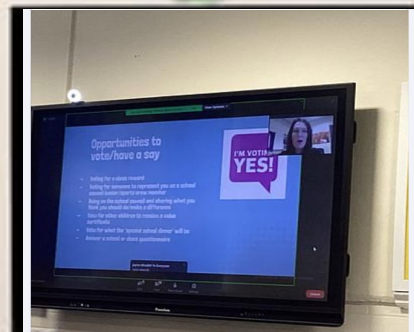 Opportunities to
vote/have a say
- Voting for a class reward
- Voting for someone to represent you as a school
council leader/sports crew monitor
- Being on the school council and sharing what you
think you should do/make a difference
- Vote for other children to receive a value
certificate
- Vote for what the 'special school dinner' will be
- Answer a school or class questionnaire
I'M VOTING
YES!